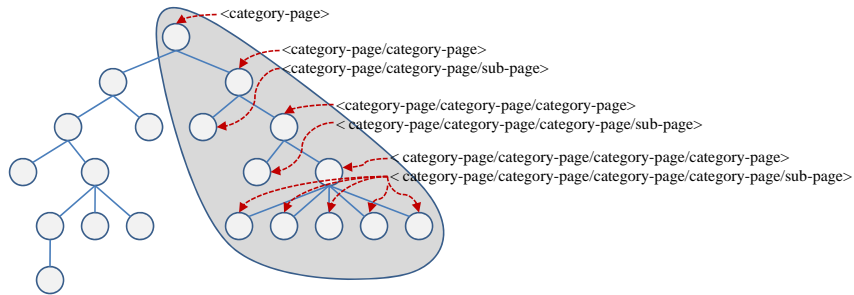 <category-page>
<category-page/category-page>
<category-page/category-page/sub-page>
<category-page/category-page/category-page>
< category-page/category-page/category-page/sub-page>
< category-page/category-page/category-page/category-page>
< category-page/category-page/category-page/category-page/sub-page>